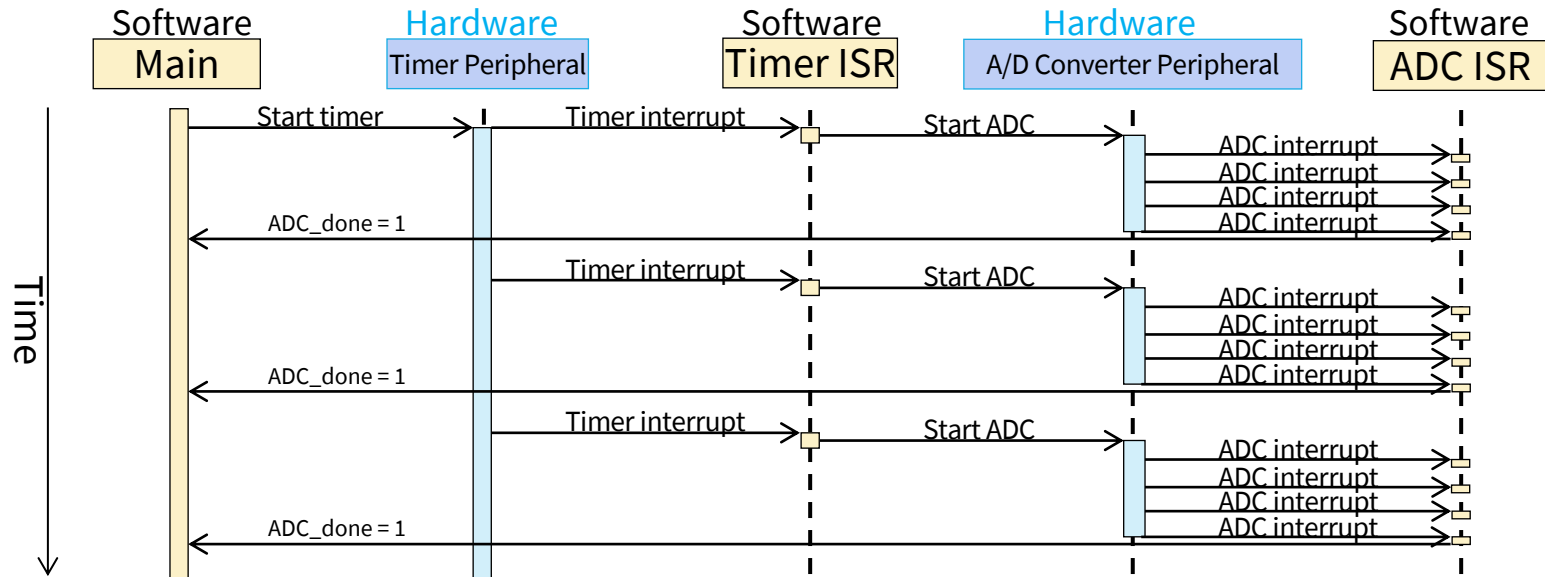 Software Hardware Software Hardware Software
Main Timer Peripheral Timer ISR A/D Converter Peripheral ADC ISR
Time
Start timer Timer interrupt Start ADC
ADC interrupt
ADC interrupt
ADC interrupt
ADC_done = 1 ADC interrupt
Timer interrupt Start ADC
ADC interrupt
ADC interrupt
ADC interrupt
ADC_done = 1 ADC interrupt
Timer interrupt Start ADC
ADC interrupt
ADC interrupt
ADC interrupt
ADC_done = 1 ADC interrupt